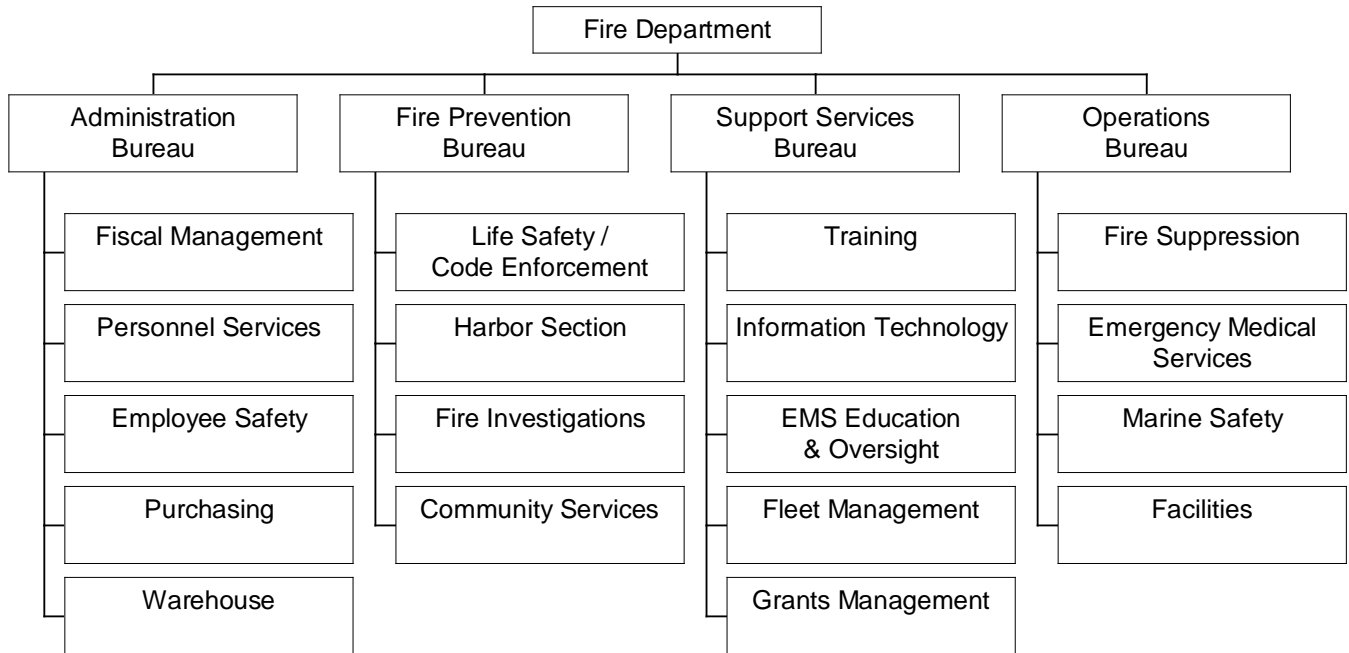 Fire Department
Administration
Bureau
Fiscal Management
Personnel Services
Employee Safety
Purchasing
Warehouse
Fire Prevention
Bureau
Life Safety /
Code Enforcement
Harbor Section
Fire Investigations
Community Services
Support Services
Bureau
Training
Information Technology
EMS Education
& Oversight
Fleet Management
Grants Management
Operations
Bureau
Fire Suppression
Emergency Medical
Services
Marine Safety
Facilities